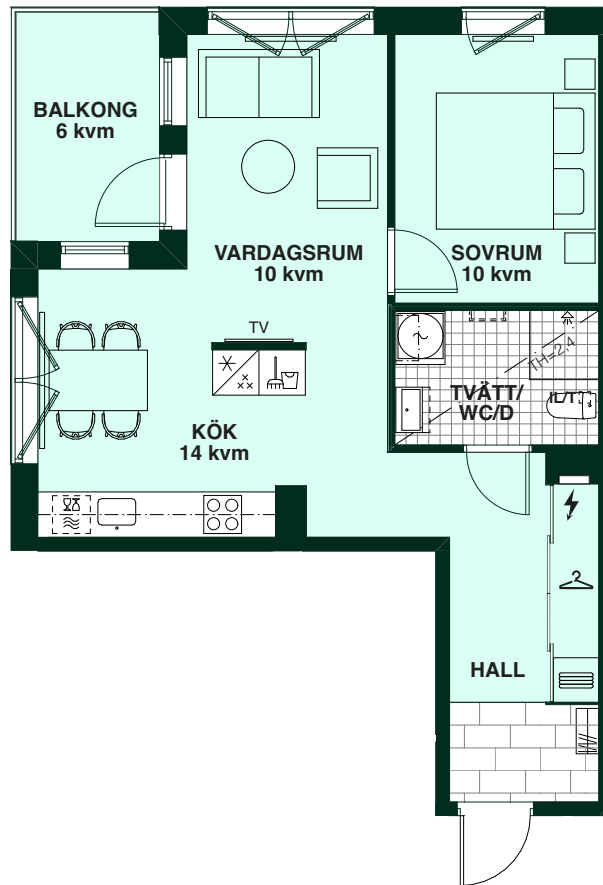 BALKONG
6 kvm
VARDAGSRUM
10 kvm
SOVRUM
10 kvm
TV
TH=2,4
TVÄTT/
WC/D
IL/T
KÖK
14 kvm
HALL